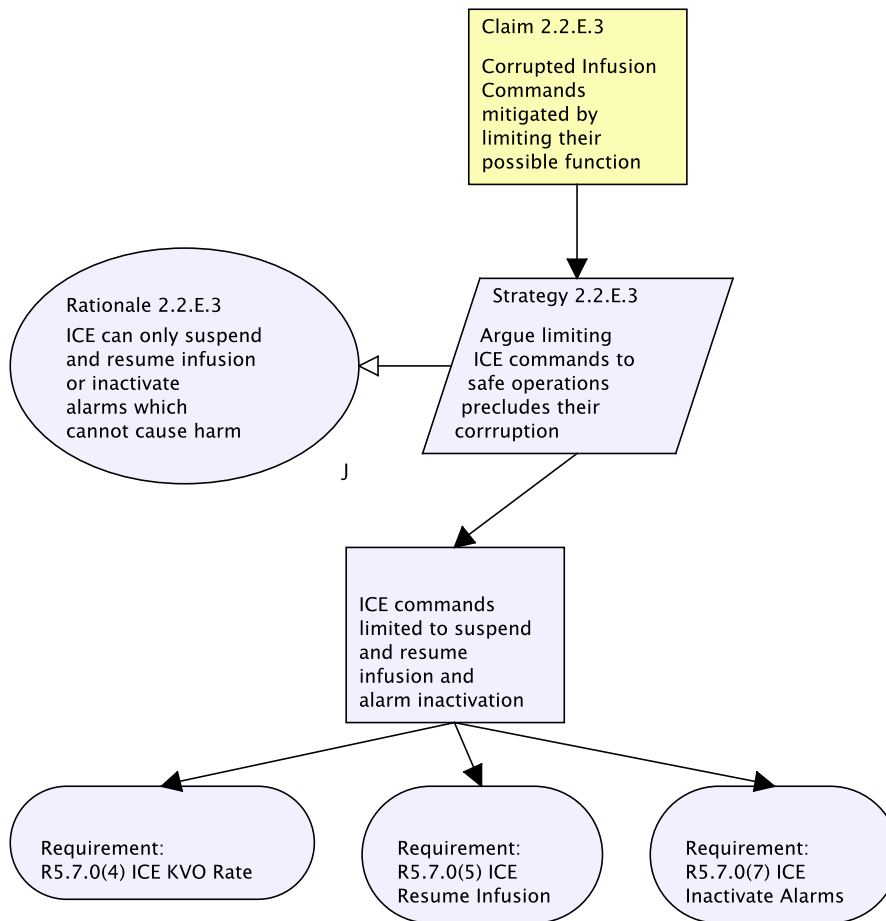 Claim 2.2.E.3
Corrupted Infusion
Commands
mitigated by
limiting their
possible function
Strategy 2.2.E.3
Argue limiting
ICE commands to
safe operations
precludes their
corrruption
Rationale 2.2.E.3
ICE can only suspend
and resume infusion
or inactivate
alarms which
cannot cause harm
J
ICE commands
limited to suspend
and resume
infusion and
alarm inactivation
Requirement:
R5.7.0(4) ICE KVO Rate
Requirement:
R5.7.0(5) ICE
Resume Infusion
Requirement:
R5.7.0(7) ICE
Inactivate Alarms